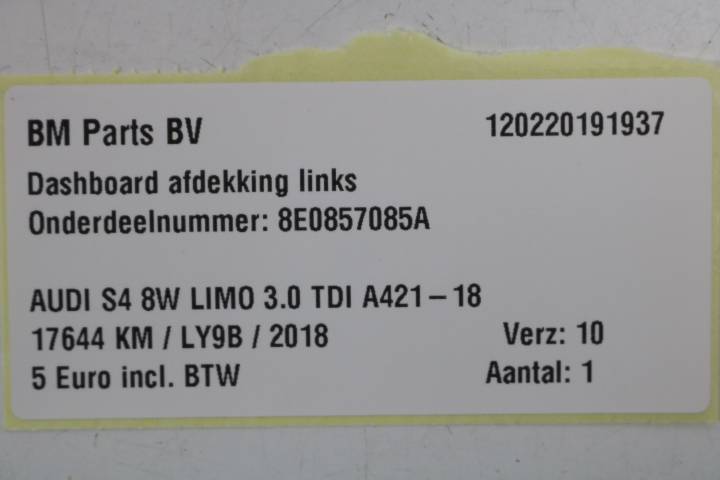 BM Parts BV 120220191937
Dashboard afdekking links
Onderdeelnummer: 8E0857085A
AUDI S4 8W LIMO 3.0 TDI A421-18
17644 KM / LY9B / 2018 Verz: 10
5 Euro incl. BTW Aantal: 1